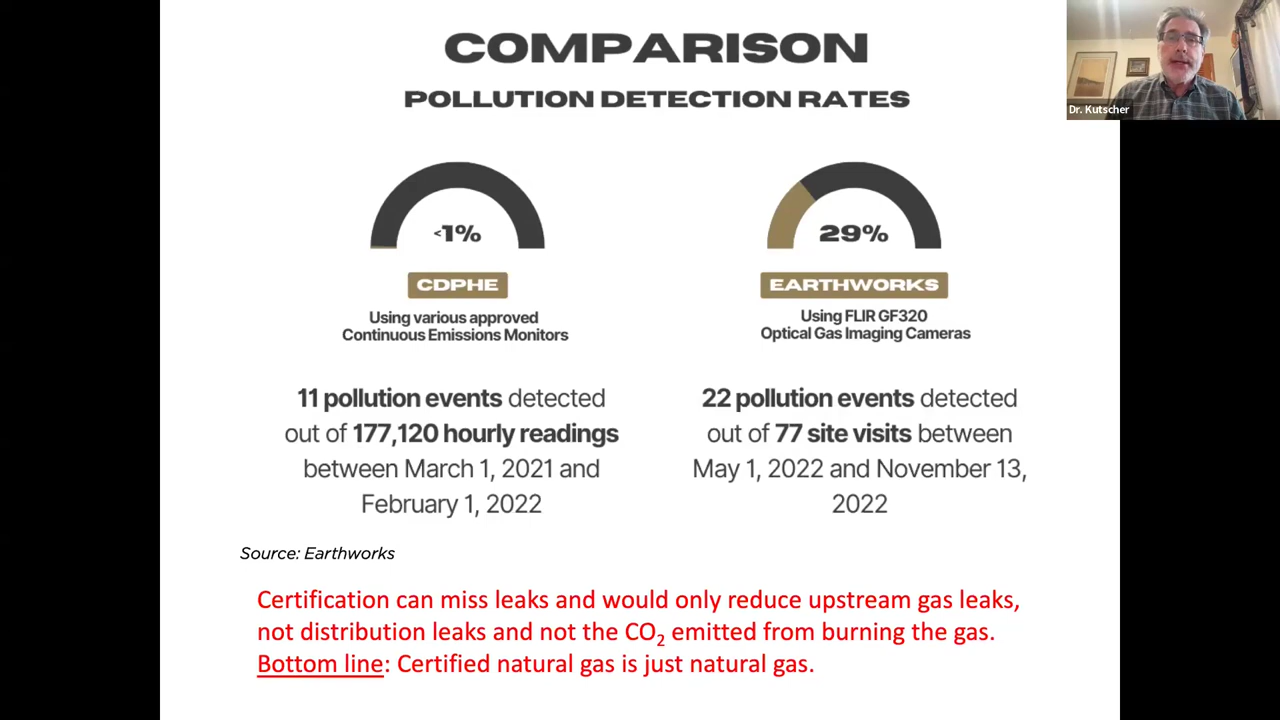 COMPARISON
POLLUTION DETECTION RATES
Dr. Kutscher
<1%
CDPHE
Using various approved
Continuous Emissions Monitors
11 pollution events detected
out of 177,120 hourly readings
between March 1, 2021 and
February 1, 2022
29%
EARTHWORKS
Using FLIR GF320
Optical Gas Imaging Cameras
22 pollution events detected
out of 77 site visits between
May 1, 2022 and November 13,
2022
Source: Earthworks
Certification can miss leaks and would only reduce upstream gas leaks,
not distribution leaks and not the CO₂ emitted from burning the gas.
Bottom line: Certified natural gas is just natural gas.